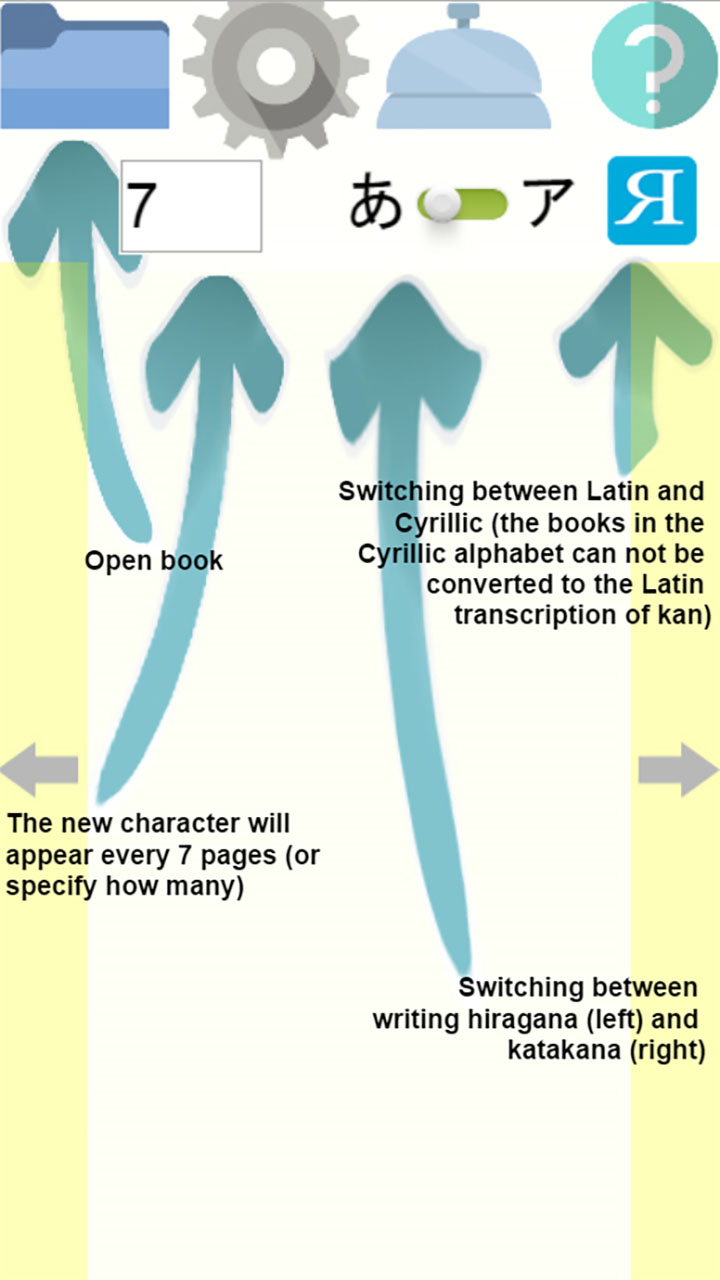 ?
7
あ ア Я
Switching between Latin and
Cyrillic (the books in the
Cyrillic alphabet can not be
converted to the Latin
transcription of kan)
Open book
The new character will
appear every 7 pages (or
specify how many)
Switching between
writing hiragana (left) and
katakana (right)